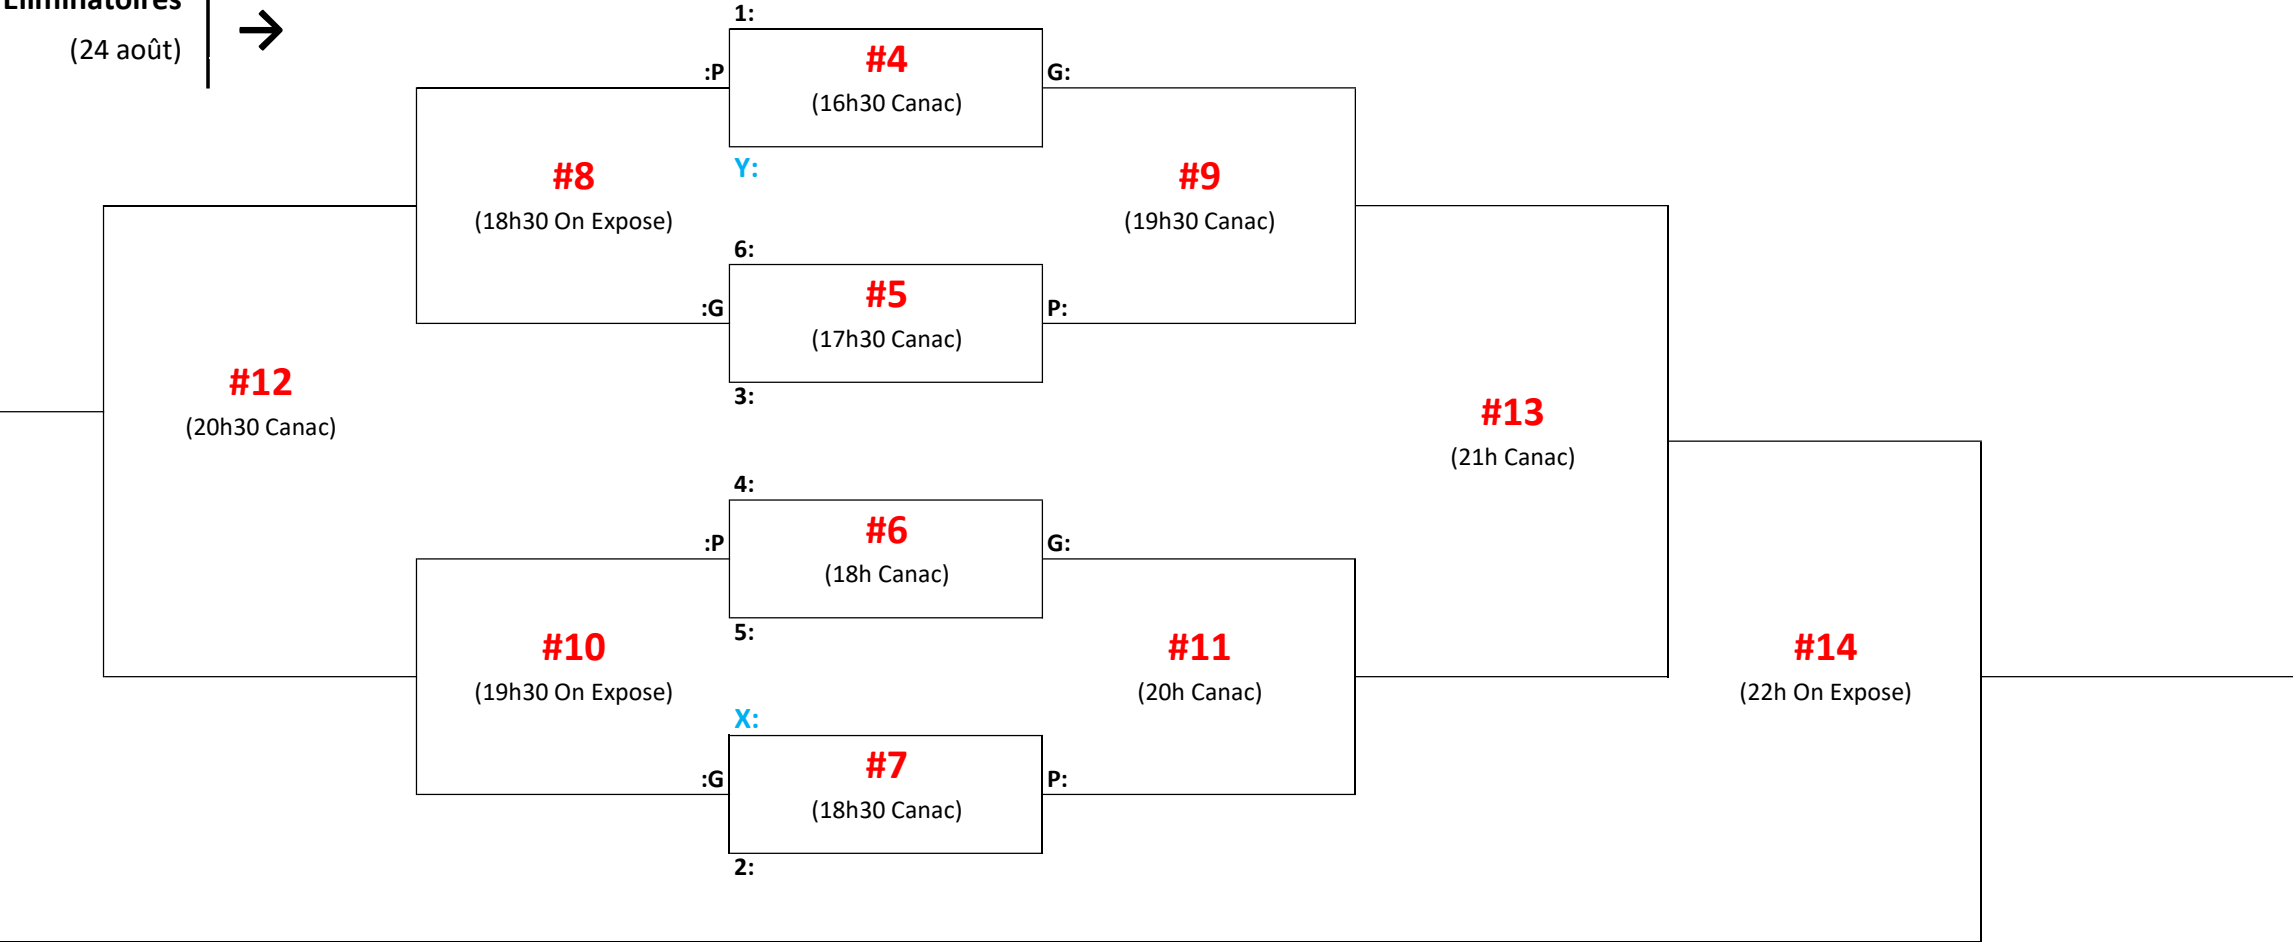 Éliminatoires
(24 août)
→
1:
#4
(16h30 Canac)
:P
G:
Y:
#8
(18h30 On Expose)
#9
(19h30 Canac)
6:
#5
(17h30 Canac)
:G
P:
3:
#12
(20h30 Canac)
#13
(21h Canac)
4:
#6
(18h Canac)
:P
G:
5:
#10
(19h30 On Expose)
#11
(20h Canac)
#14
(22h On Expose)
X:
#7
(18h30 Canac)
:G
P:
2: